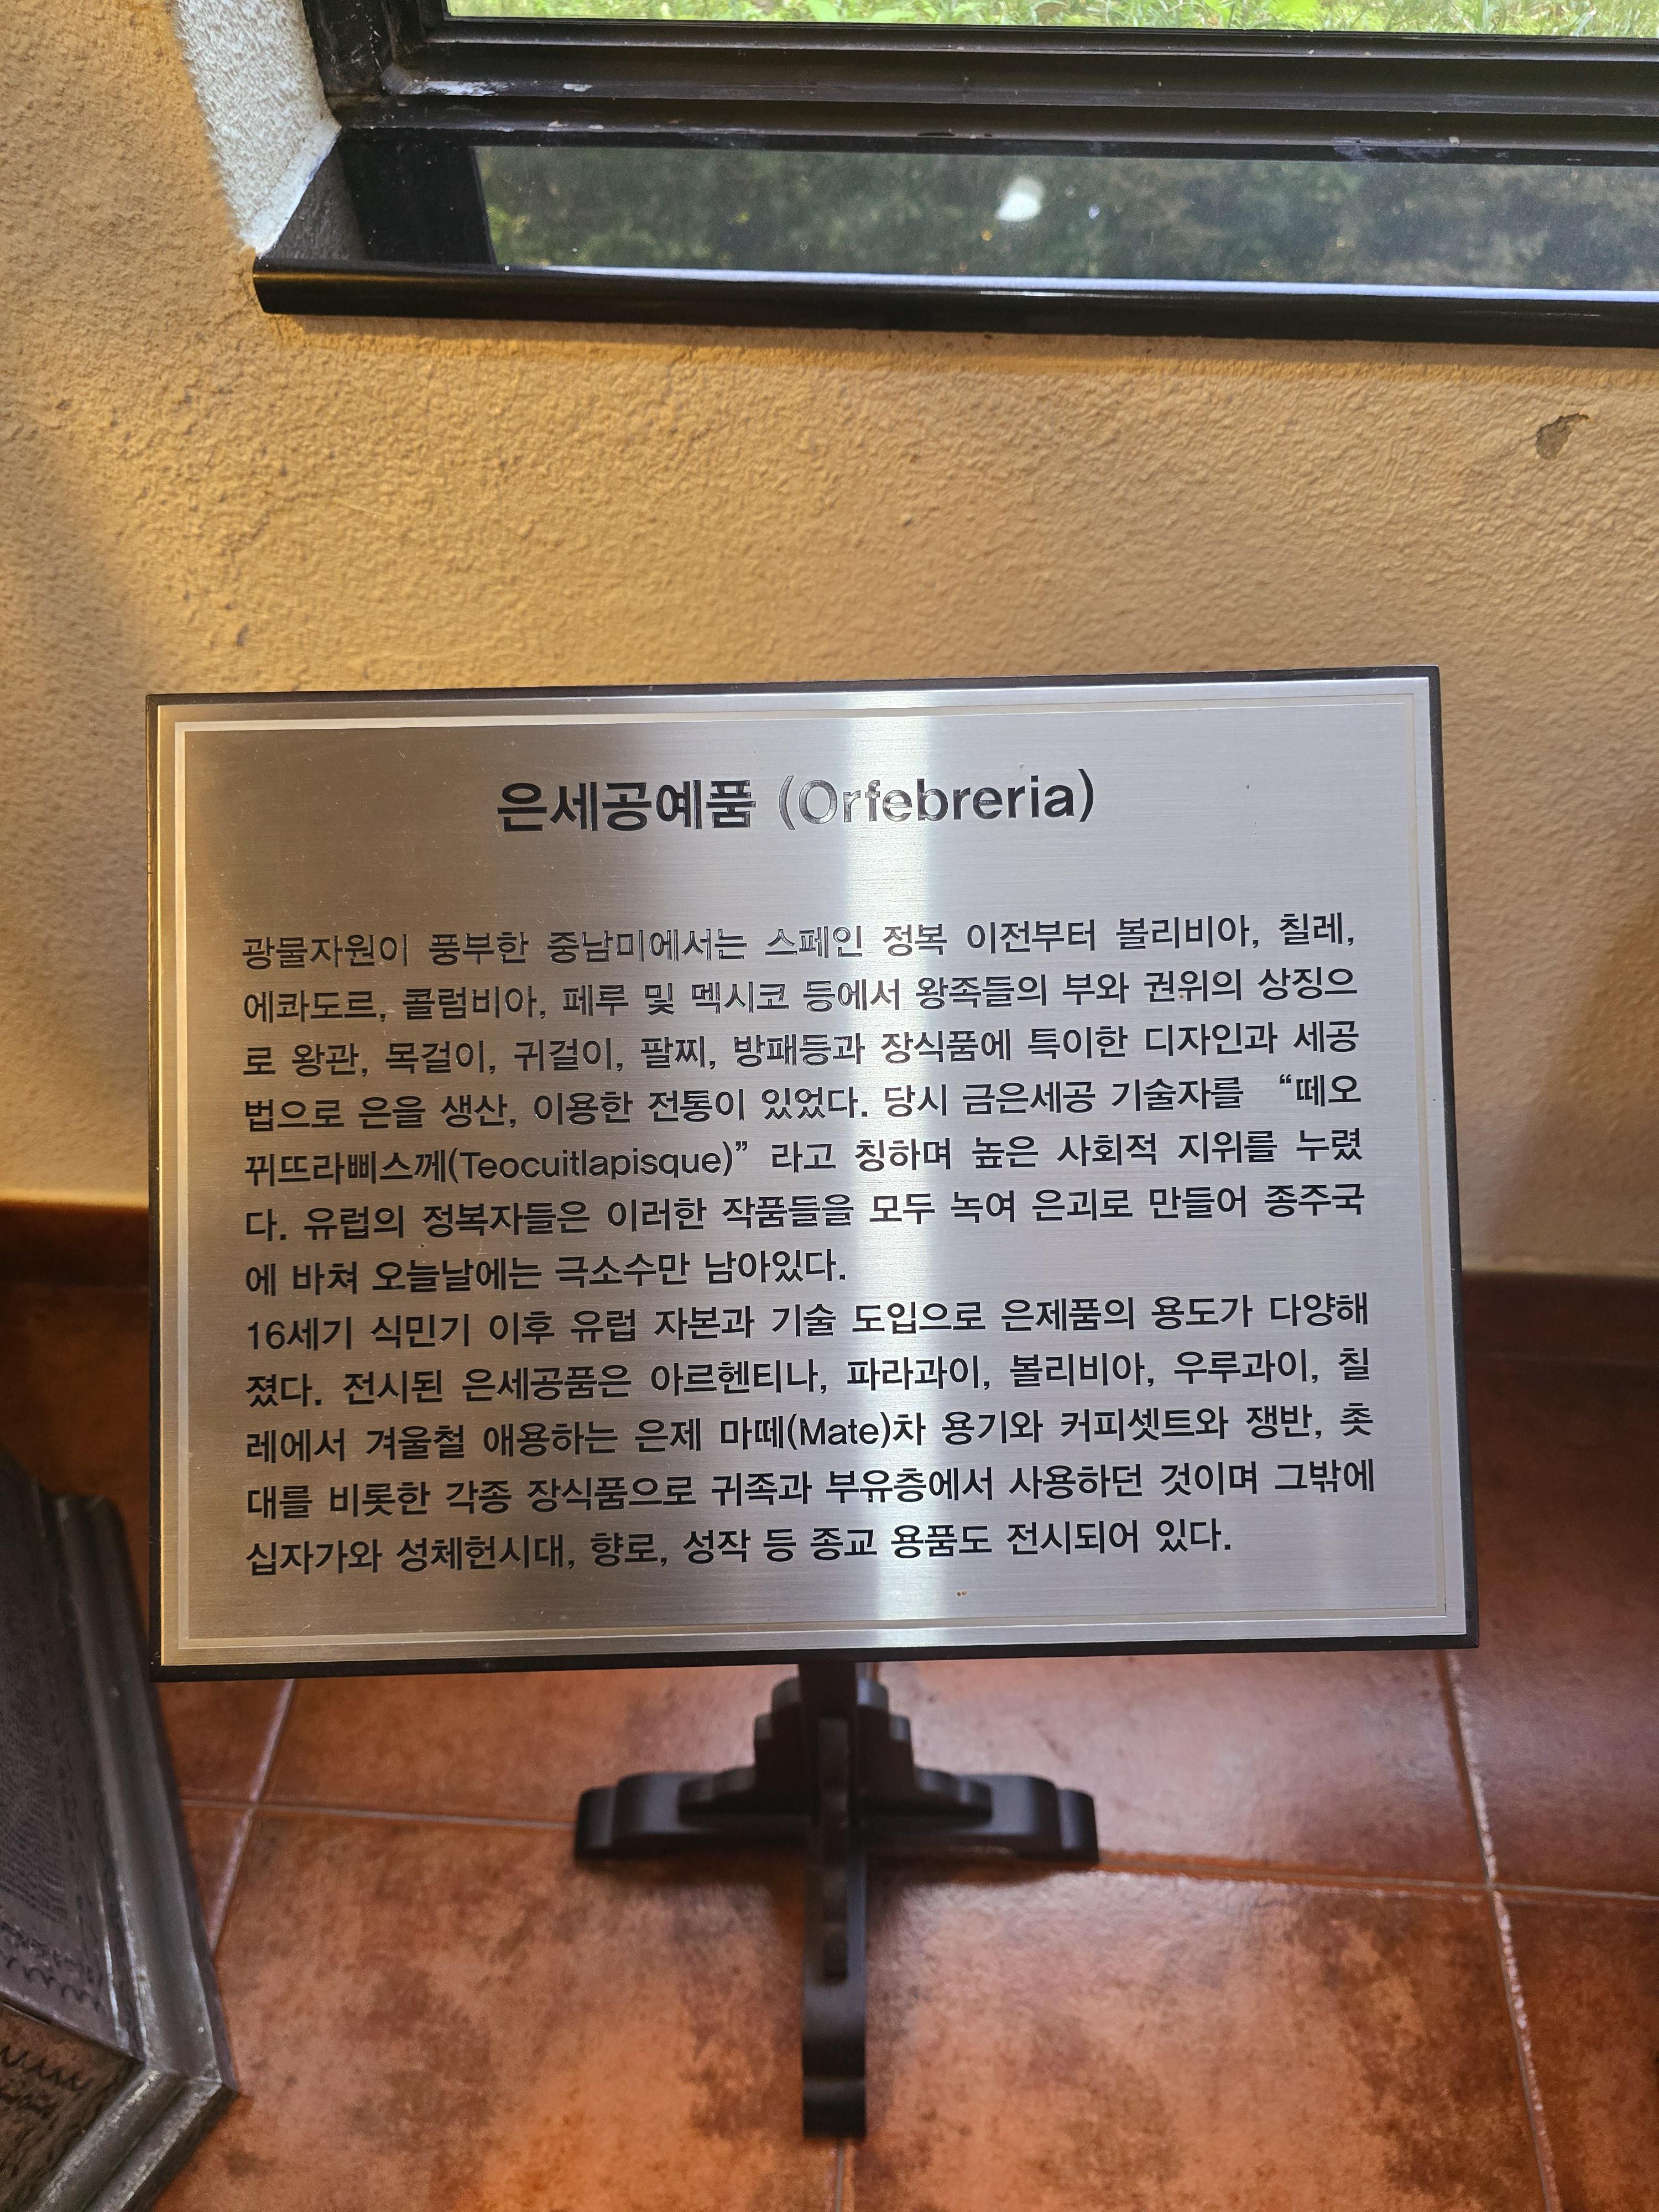 은세공예품 (Orfebreria)
광물자원이 풍부한 중남미에서는 스페인 정복 이전부터 볼리비아, 칠레,
에콰도르, 콜럼비아, 페루 및 멕시코 등에서 왕족들의 부와 권위의 상징으
로 왕관, 목걸이, 귀걸이, 팔찌, 방패등과 장식품에 특이한 디자인과 세공
법으로 은을 생산, 이용한 전통이 있었다. 당시 금은세공 기술자를 “떼오
뀌뜨라삐스께(Teocuitlapisque)” 라고 칭하며 높은 사회적 지위를 누렸
다. 유럽의 정복자들은 이러한 작품들을 모두 녹여 은괴로 만들어 종주국
에 바쳐 오늘날에는 극소수만 남아있다.
16세기 식민기 이후 유럽 자본과 기술 도입으로 은제품의 용도가 다양해
졌다. 전시된 은세공품은 아르헨티나, 파라과이, 볼리비아, 우루과이, 칠
레에서 겨울철 애용하는 은제 마떼(Mate)차 용기와 커피셋트와 쟁반, 촛
대를 비롯한 각종 장식품으로 귀족과 부유층에서 사용하던 것이며 그밖에
십자가와 성체헌시대, 향로, 성작 등 종교 용품도 전시되어 있다.